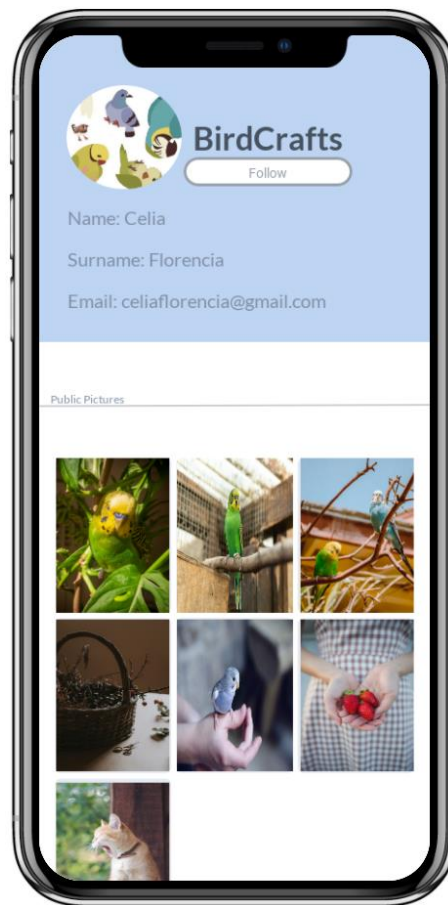 BirdCrafts
Follow
Name: Celia
Surname: Florencia
Email: celiaflorencia@gmail.com
Public Pictures